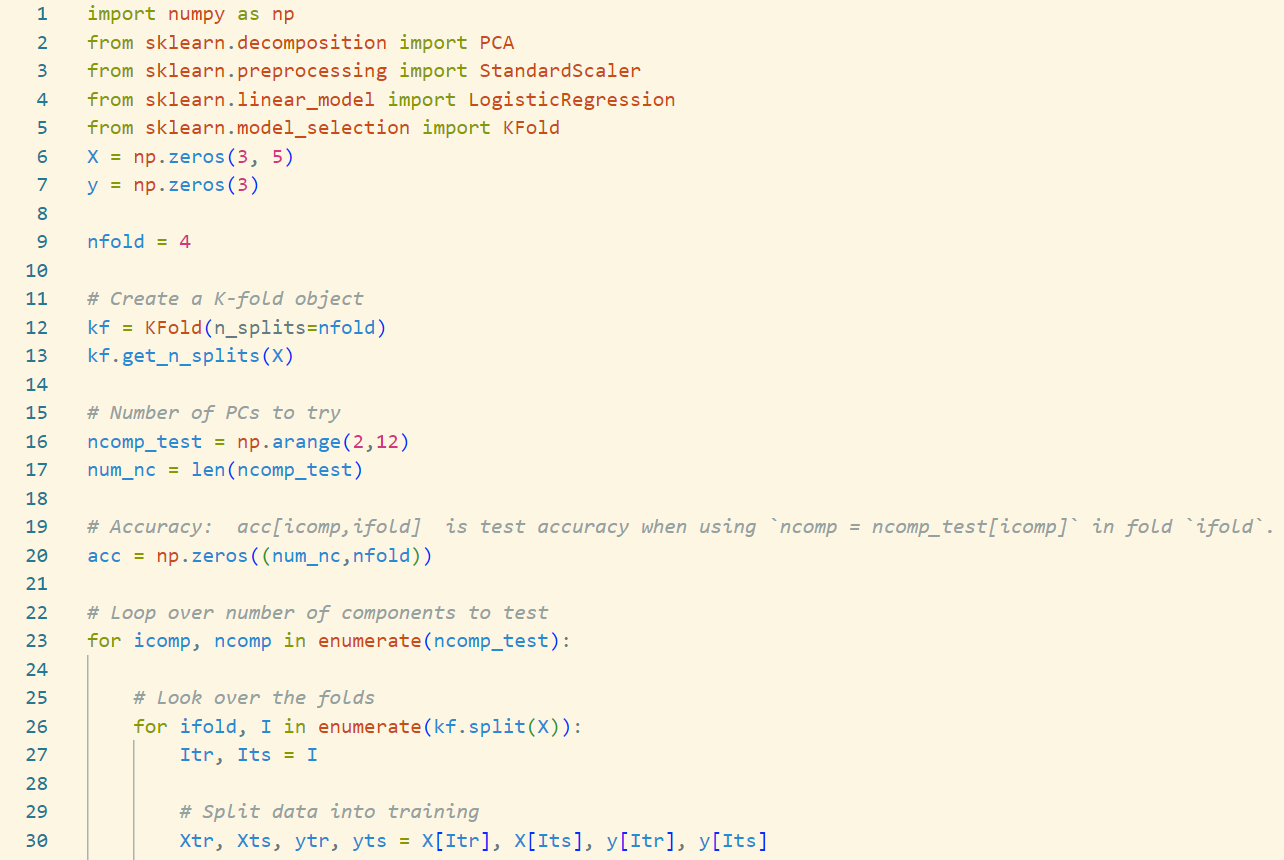 1 import numpy as np
2 from sklearn.decomposition import PCA
3 from sklearn.preprocessing import StandardScaler
4 from sklearn.linear_model import LogisticRegression
5 from sklearn.model_selection import KFold
6 X = np.zeros(3, 5)
7 y = np.zeros(3)
8
9 nfold = 4
10
11 # Create a K-fold object
12 kf = KFold(n_splits=nfold)
13 kf.get_n_splits(X)
14
15 # Number of PCs to try
16 ncomp_test = np.arange(2,12)
17 num_nc = len(ncomp_test)
18
19 # Accuracy:  acc[icomp,ifold]  is test accuracy when using `ncomp = ncomp_test[icomp]` in fold `ifold`.
20 acc = np.zeros((num_nc,nfold))
21
22 # Loop over number of components to test
23 for icomp, ncomp in enumerate(ncomp_test):
24
25     # Look over the folds
26     for ifold, I in enumerate(kf.split(X)):
27         Itr, Its = I
28
29         # Split data into training
30         Xtr, Xts, ytr, yts = X[Itr], X[Its], y[Itr], y[Its]